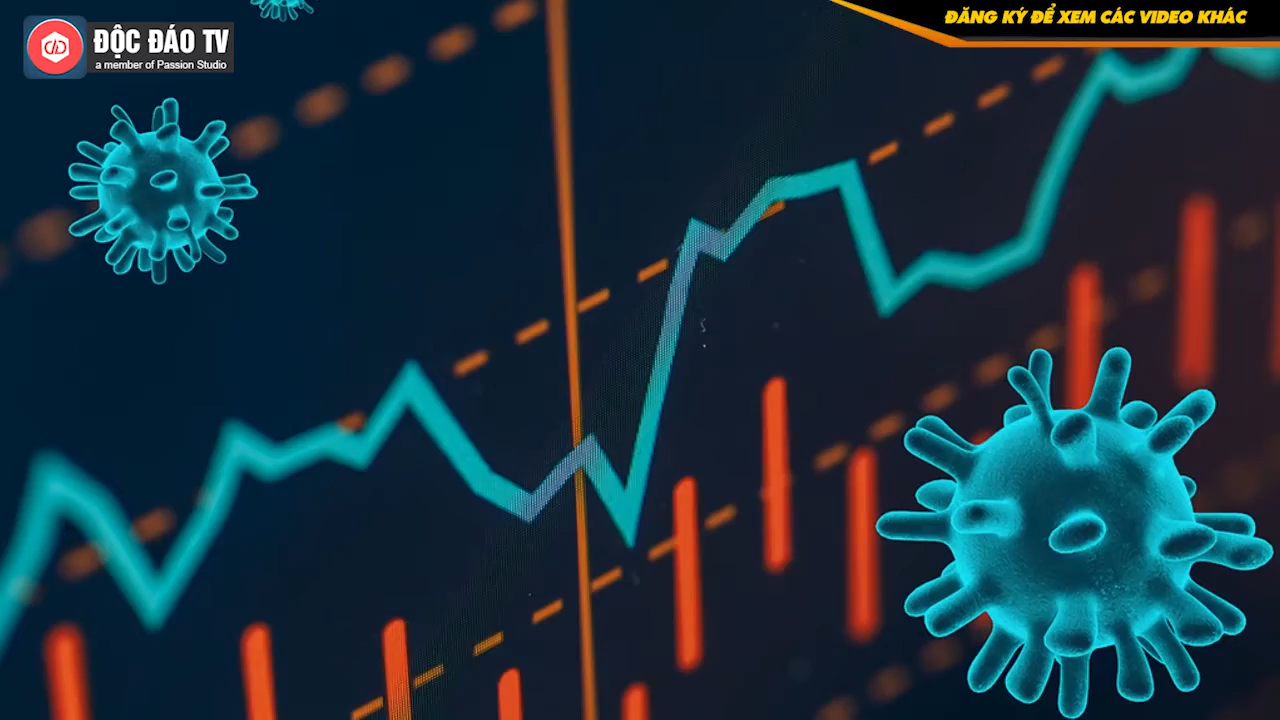 ĐỘC ĐÁO TV
a member of Passion Studio
ĐĂNG KÝ ĐỂ XEM CÁC VIDEO KHÁC